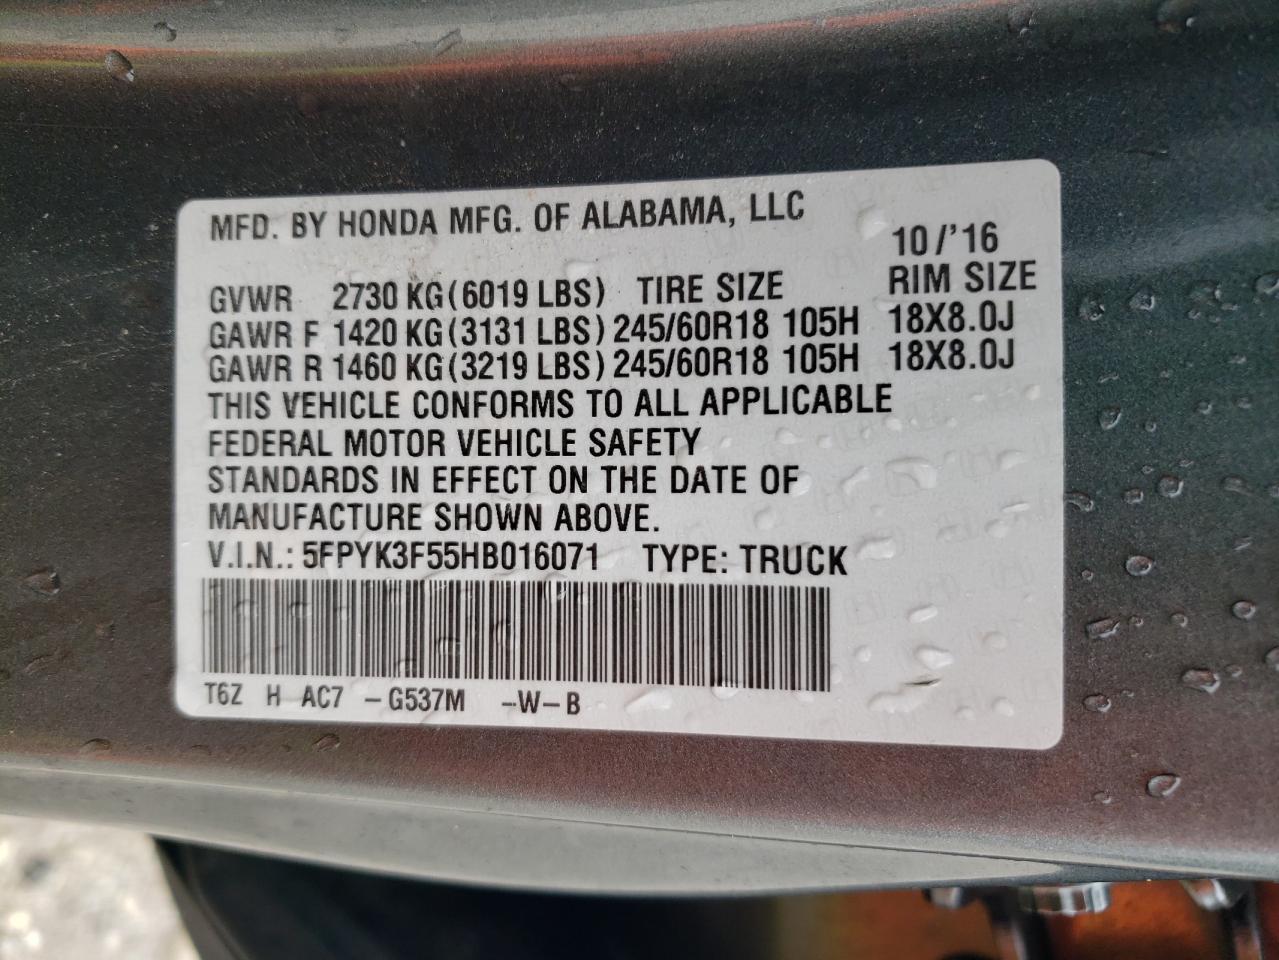 MFD. BY HONDA MFG. OF ALABAMA, LLC
10/'16
GVWR 2730 KG(6019 LBS) TIRE SIZE RIM SIZE
GAWR F 1420 KG(3131 LBS) 245/60R18 105H 18X8.0J
GAWR R 1460 KG(3219 LBS) 245/60R18 105H 18X8.0J
THIS VEHICLE CONFORMS TO ALL APPLICABLE
FEDERAL MOTOR VEHICLE SAFETY
STANDARDS IN EFFECT ON THE DATE OF
MANUFACTURE SHOWN ABOVE.
V.I.N.: 5FPYK3F55HB016071 TYPE: TRUCK
T6Z H AC7 –G537M –W–B